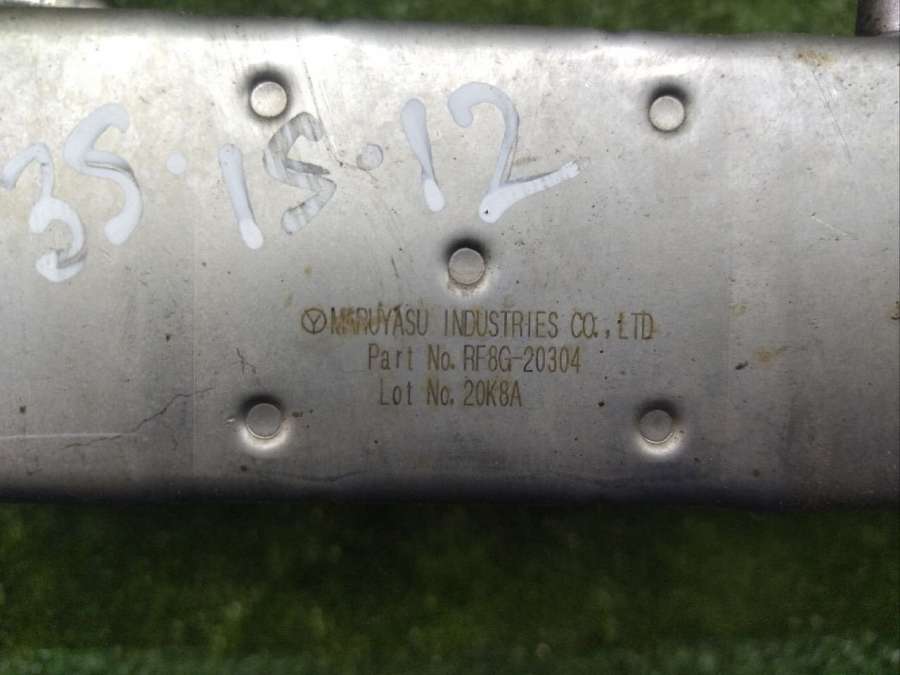 35·15·12
MARUYASU INDUSTRIES CO., LTD
Part No. RF8G-20304
Lot No. 20K8A